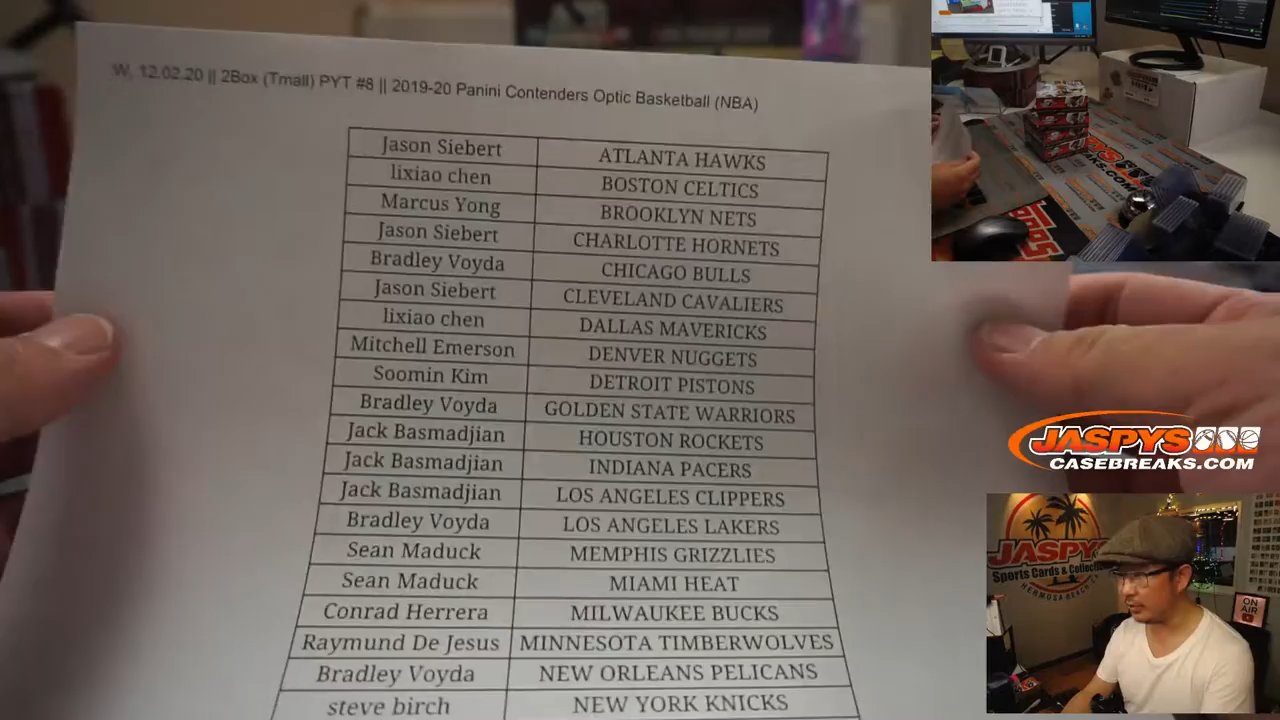 W. 12.02.20 || 2Box (Tmall) PYT #8 || 2019-20 Panini Contenders Optic Basketball (NBA)
Jason Siebert ATLANTA HAWKS
lixiao chen BOSTON CELTICS
Marcus Yong BROOKLYN NETS
Jason Siebert CHARLOTTE HORNETS
Bradley Voyda CHICAGO BULLS
Jason Siebert CLEVELAND CAVALIERS
lixiao chen DALLAS MAVERICKS
Mitchell Emerson DENVER NUGGETS
Soomin Kim DETROIT PISTONS
Bradley Voyda GOLDEN STATE WARRIORS
Jack Basmadjian HOUSTON ROCKETS
Jack Basmadjian INDIANA PACERS
Jack Basmadjian LOS ANGELES CLIPPERS
Bradley Voyda LOS ANGELES LAKERS
Sean Maduck MEMPHIS GRIZZLIES
Sean Maduck MIAMI HEAT
Conrad Herrera MILWAUKEE BUCKS
Raymund De Jesus MINNESOTA TIMBERWOLVES
Bradley Voyda NEW ORLEANS PELICANS
steve birch NEW YORK KNICKS
JASPYS
CASEBREAKS.COM
JASPYS
Sports Cards &
HERMOSA BEACH
ON
AIR